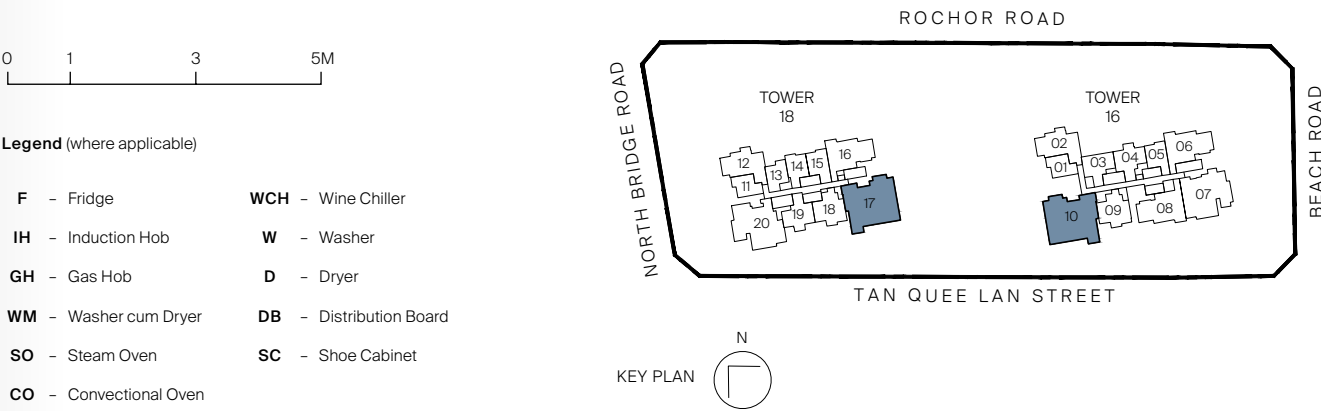 0 1 3 5M
Legend (where applicable)
F – Fridge
IH – Induction Hob
GH – Gas Hob
WM – Washer cum Dryer
SO – Steam Oven
CO – Convectional Oven
WCH – Wine Chiller
W – Washer
D – Dryer
DB – Distribution Board
SC – Shoe Cabinet
ROCHOR ROAD
NORTH BRIDGE ROAD
BEACH ROAD
TOWER
18
12
11
13
14
15
16
17
18
19
20
TOWER
16
02
01
03
04
05
06
07
08
09
10
TAN QUEE LAN STREET
N
KEY PLAN